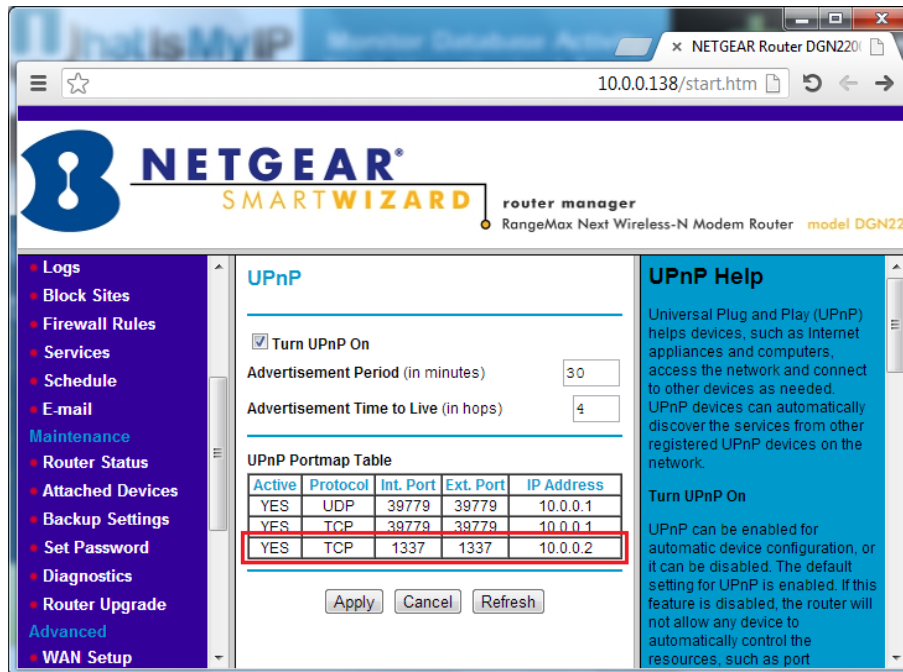 JhatIsMyIP Monitor Database Activ
NETGEAR Router DGN220
10.0.0.138/start.htm
NETGEAR®
SMARTWIZARD
router manager
RangeMax Next Wireless-N Modem Router model DGN22
Logs
Block Sites
Firewall Rules
Services
Schedule
E-mail
Maintenance
Router Status
Attached Devices
Backup Settings
Set Password
Diagnostics
Router Upgrade
Advanced
WAN Setup
UPnP
Turn UPnP On
Advertisement Period (in minutes) 30
Advertisement Time to Live (in hops) 4
UPnP Portmap Table
Active Protocol Int. Port Ext. Port IP Address
YES UDP 39779 39779 10.0.0.1
YES TCP 39779 39779 10.0.0.1
YES TCP 1337 1337 10.0.0.2
Apply Cancel Refresh
UPnP Help
Universal Plug and Play (UPnP)
helps devices, such as Internet
appliances and computers,
access the network and connect
to other devices as needed.
UPnP devices can automatically
discover the services from other
registered UPnP devices on the
network.
Turn UPnP On
UPnP can be enabled for
automatic device configuration, or
it can be disabled. The default
setting for UPnP is enabled. If this
feature is disabled, the router will
not allow any device to
automatically control the
resources, such as port